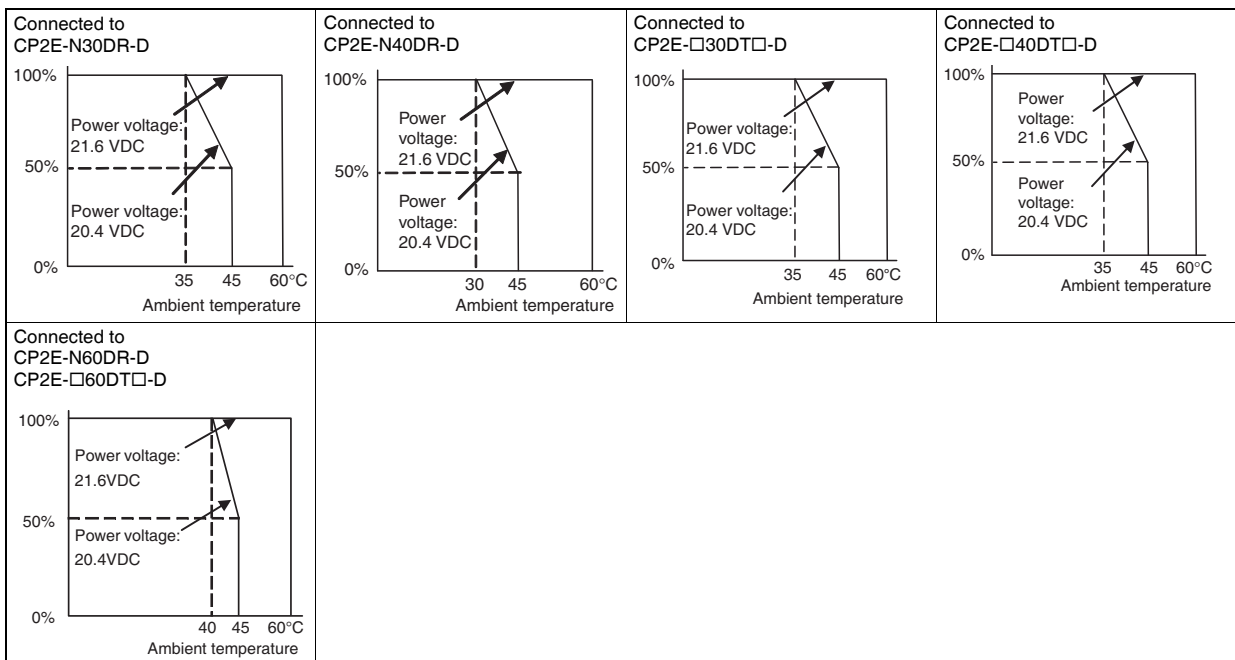 Connected to
CP2E-N30DR-D
100%
Power voltage:
21.6 VDC
50%
Power voltage:
20.4 VDC
0%
35 45 60°C
Ambient temperature
Connected to
CP2E-N40DR-D
100%
Power
voltage:
21.6 VDC
50%
Power
voltage:
20.4 VDC
0%
30 45 60°C
Ambient temperature
Connected to
CP2E-□30DT□-D
100%
Power voltage:
21.6 VDC
50%
Power voltage:
20.4 VDC
0%
35 45 60°C
Ambient temperature
Connected to
CP2E-□40DT□-D
100%
Power
voltage:
21.6 VDC
50%
Power
voltage:
20.4 VDC
0%
35 45 60°C
Ambient temperature
Connected to
CP2E-N60DR-D
CP2E-□60DT□-D
100%
Power voltage:
21.6VDC
50%
Power voltage:
20.4VDC
0%
40 45 60°C
Ambient temperature